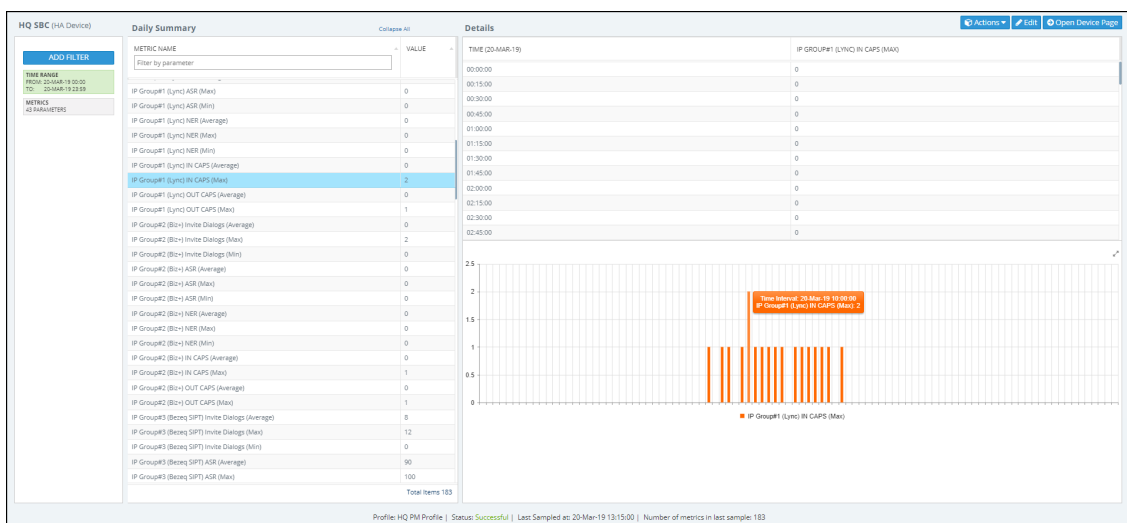 HQ SBC (HA Device)
Actions
Edit
Open Device Page
ADD FILTER
TIME RANGE
FROM: 20-MAR-19 00:00
TO: 20-MAR-19 23:59
METRICS
43 PARAMETERS
Daily Summary
Collapse All
METRIC NAME
VALUE
Filter by parameter
IP Group#1 (Lync) ASR (Max) 0
IP Group#1 (Lync) ASR (Min) 0
IP Group#1 (Lync) NER (Average) 0
IP Group#1 (Lync) NER (Max) 0
IP Group#1 (Lync) NER (Min) 0
IP Group#1 (Lync) IN CAPS (Average) 0
IP Group#1 (Lync) IN CAPS (Max) 2
IP Group#1 (Lync) OUT CAPS (Average) 0
IP Group#1 (Lync) OUT CAPS (Max) 1
IP Group#2 (Biz+) Invite Dialogs (Average) 0
IP Group#2 (Biz+) Invite Dialogs (Max) 2
IP Group#2 (Biz+) Invite Dialogs (Min) 0
IP Group#2 (Biz+) ASR (Average) 0
IP Group#2 (Biz+) ASR (Max) 0
IP Group#2 (Biz+) ASR (Min) 0
IP Group#2 (Biz+) NER (Average) 0
IP Group#2 (Biz+) NER (Max) 0
IP Group#2 (Biz+) NER (Min) 0
IP Group#2 (Biz+) IN CAPS (Average) 0
IP Group#2 (Biz+) IN CAPS (Max) 1
IP Group#2 (Biz+) OUT CAPS (Average) 0
IP Group#2 (Biz+) OUT CAPS (Max) 1
IP Group#3 (Bezeq SIPT) Invite Dialogs (Average) 8
IP Group#3 (Bezeq SIPT) Invite Dialogs (Max) 12
IP Group#3 (Bezeq SIPT) Invite Dialogs (Min) 0
IP Group#3 (Bezeq SIPT) ASR (Average) 90
IP Group#3 (Bezeq SIPT) ASR (Max) 100
Total Items 183
Details
TIME (20-MAR-19) IP GROUP#1 (LYNC) IN CAPS (MAX)
00:00:00 0
00:15:00 0
00:30:00 0
00:45:00 0
01:00:00 0
01:15:00 0
01:30:00 0
01:45:00 0
02:00:00 0
02:15:00 0
02:30:00 0
02:45:00 0
2.5
2
1.5
1
0.5
0
Time Interval: 20-Mar-19 10:00:00
IP Group#1 (Lync) IN CAPS (Max): 2
IP Group#1 (Lync) IN CAPS (Max)
Profile: HQ PM Profile | Status: Successful | Last Sampled at: 20-Mar-19 13:15:00 | Number of metrics in last sample: 183